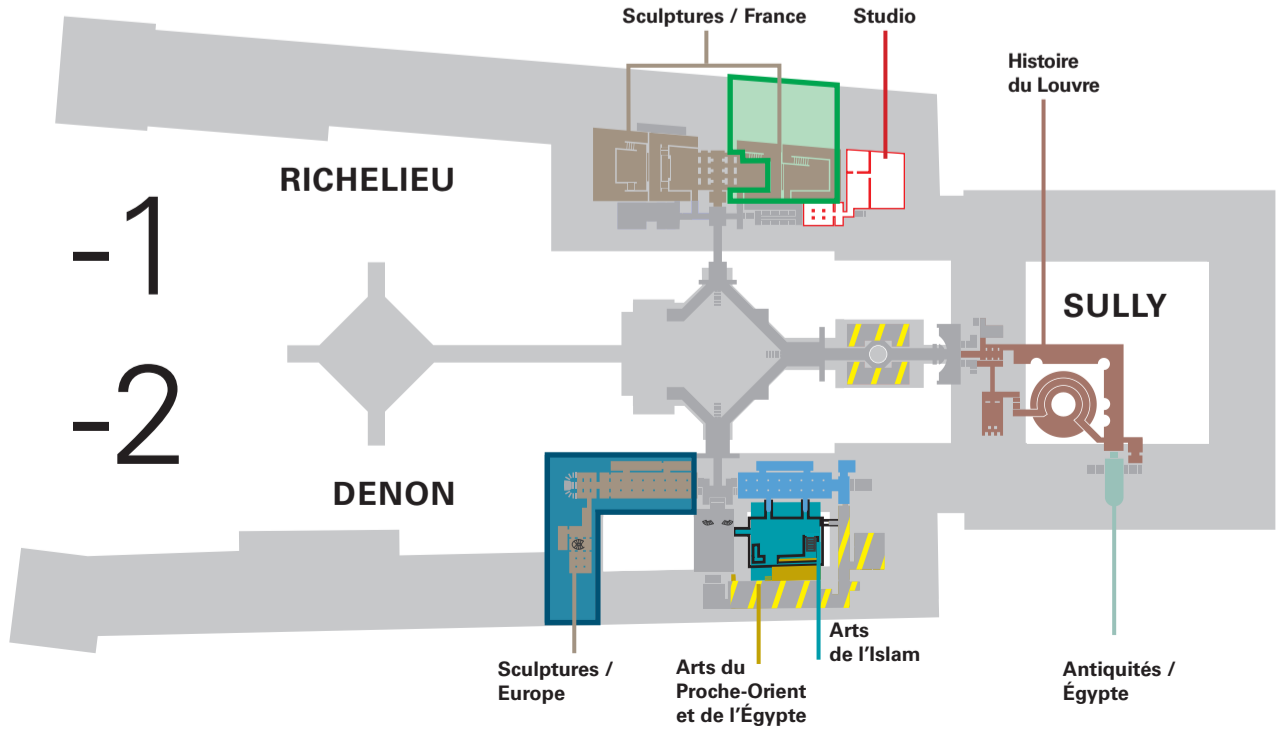 Sculptures / France
Studio
Histoire
du Louvre
RICHELIEU
-1
SULLY
-2
DENON
Sculptures /
Europe
Arts du
Proche-Orient
et de l'Égypte
Arts
de l'Islam
Antiquités /
Égypte